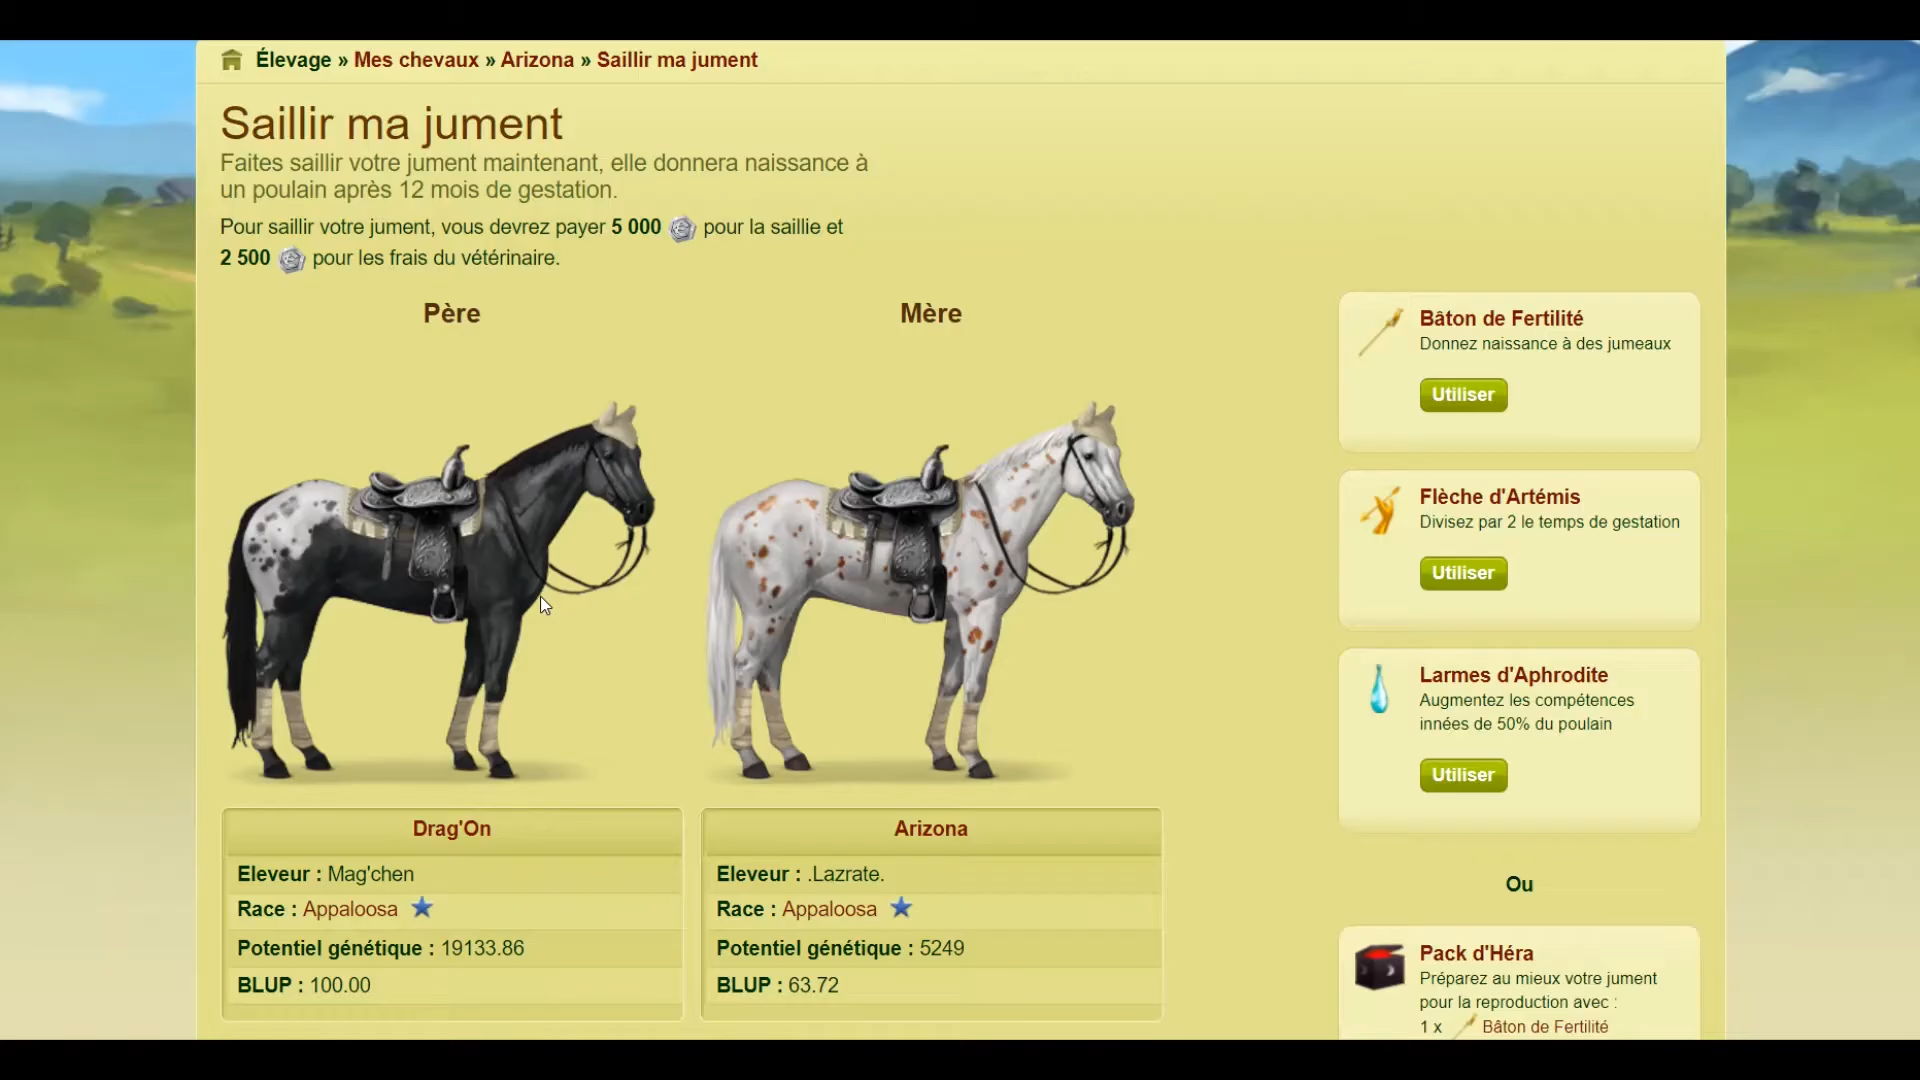 Élevage » Mes chevaux » Arizona » Saillir ma jument
Saillir ma jument
Faites saillir votre jument maintenant, elle donnera naissance à
un poulain après 12 mois de gestation.
Pour saillir votre jument, vous devrez payer 5 000 pour la saillie et
2 500 pour les frais du vétérinaire.
Père
Mère
Drag'On
Eleveur : Mag'chen
Race : Appaloosa
Potentiel génétique : 19133.86
BLUP : 100.00
Arizona
Eleveur : .Lazrate.
Race : Appaloosa
Potentiel génétique : 5249
BLUP : 63.72
Bâton de Fertilité
Donnez naissance à des jumeaux
Utiliser
Flèche d'Artémis
Divisez par 2 le temps de gestation
Utiliser
Larmes d'Aphrodite
Augmentez les compétences
innées de 50% du poulain
Utiliser
Ou
Pack d'Héra
Préparez au mieux votre jument
pour la reproduction avec :
1 x Bâton de Fertilité